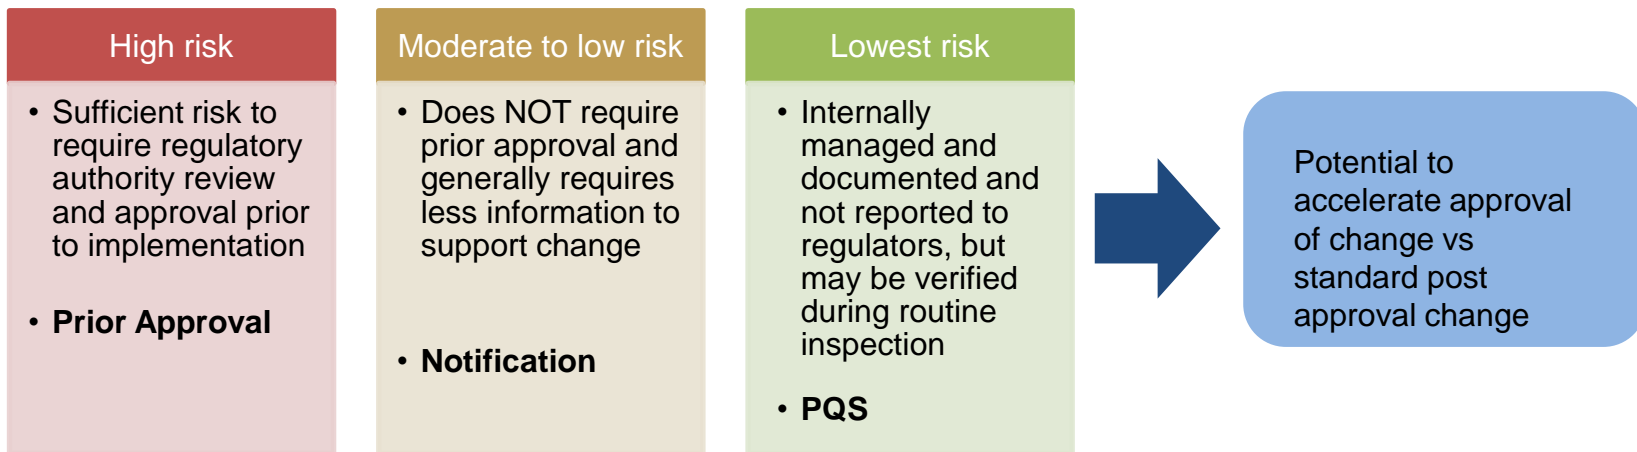 High risk
• Sufficient risk to
require regulatory
authority review
and approval prior
to implementation
• Prior Approval
Moderate to low risk
• Does NOT require
prior approval and
generally requires
less information to
support change
• Notification
Lowest risk
• Internally
managed and
documented and
not reported to
regulators, but
may be verified
during routine
inspection
• PQS
Potential to
accelerate approval
of change vs
standard post
approval change